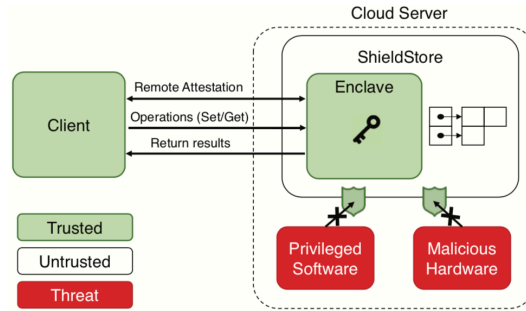 Cloud Server
ShieldStore
Client
Remote Attestation
Operations (Set/Get)
Return results
Enclave
Trusted
Untrusted
Threat
Privileged
Software
Malicious
Hardware